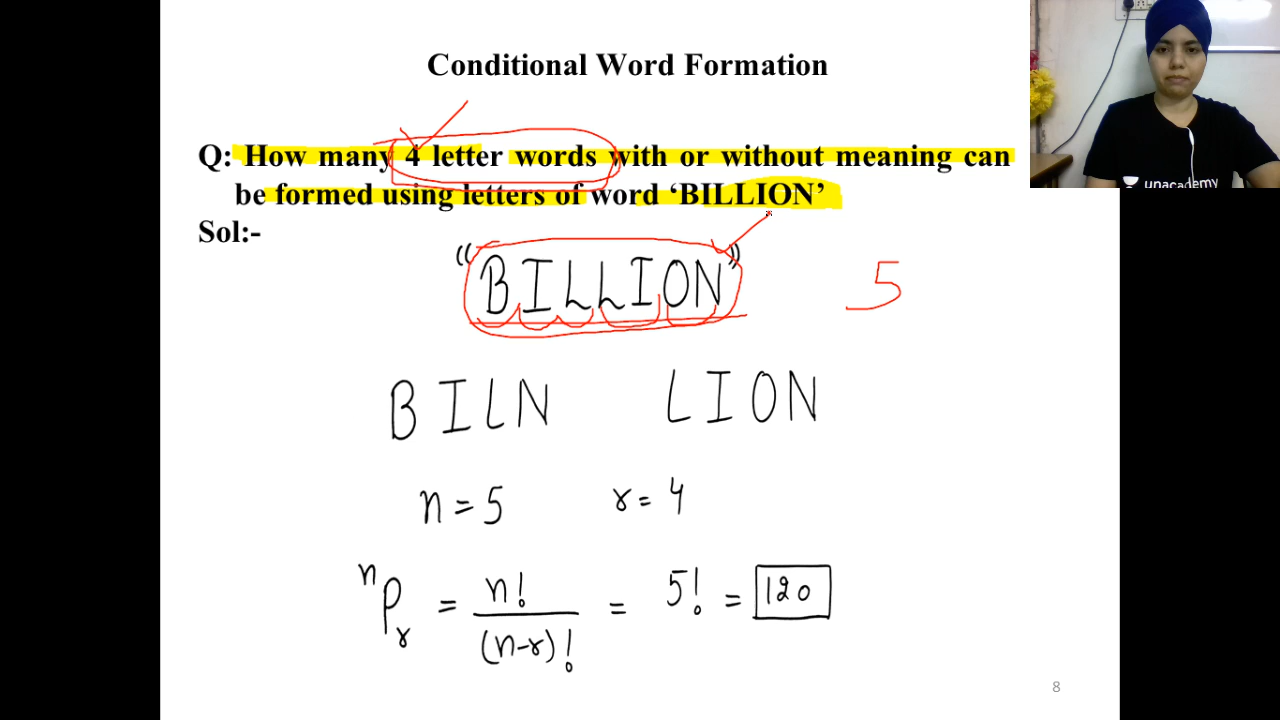 Conditional Word Formation
Q: How many 4 letter words with or without meaning can
be formed using letters of word ‘BILLION’
Sol:-
"BILLION"
5
BILN LION
n = 5 r = 4
nPr = n! / (n-r)! = 5! = 120
unacademy
8